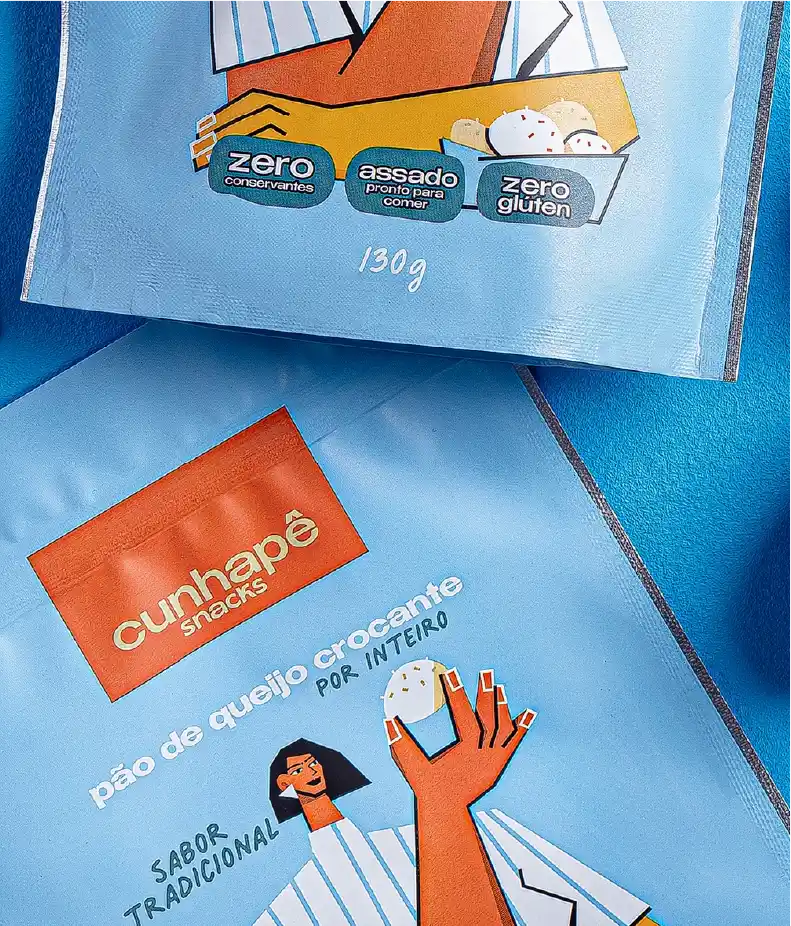 zero
conservantes
assado
pronto para
comer
zero
glúten
130g
cunhapê
snacks
pão de queijo crocante
POR INTEIRO
SABOR
TRADICIONAL